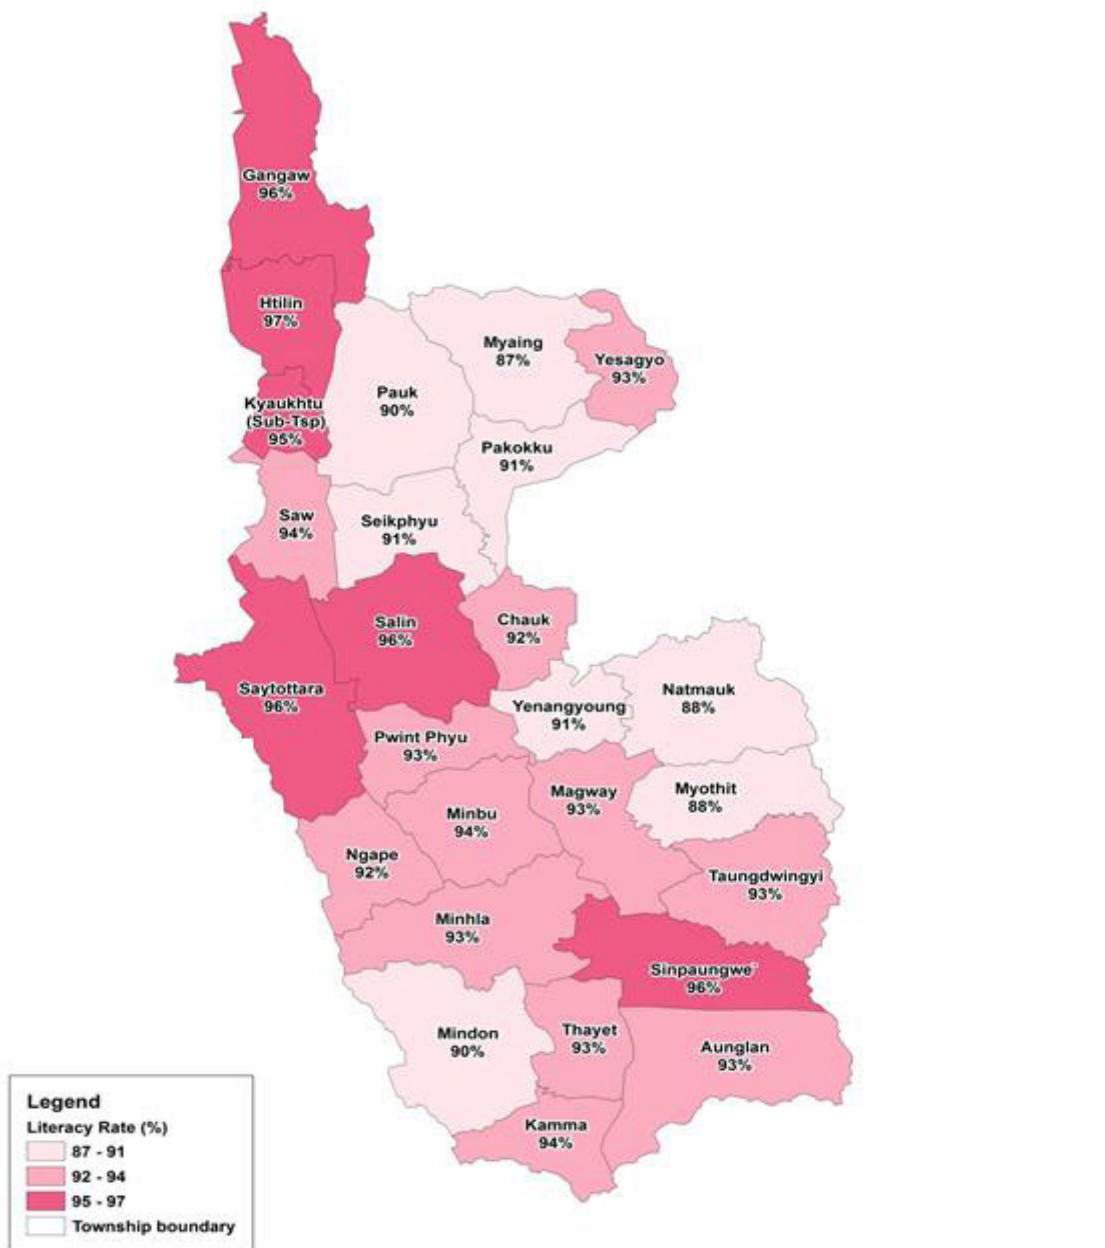 Gangaw
96%
Htilin
97%
Myaing
87%
Yesagyo
93%
Pauk
90%
Kyaukhtu
(Sub-Tsp)
95%
Pakokku
91%
Saw
94%
Seikphyu
91%
Salin
96%
Chauk
92%
Saytottara
96%
Natmauk
88%
Yenangyoung
91%
Pwint Phyu
93%
Magway
93%
Myothit
88%
Minbu
94%
Ngape
92%
Taungdwingyi
93%
Minhla
93%
Sinpaungwe`
96%
Mindon
90%
Thayet
93%
Aunglan
93%
Kamma
94%
Legend
Literacy Rate (%)
87 - 91
92 - 94
95 - 97
Township boundary